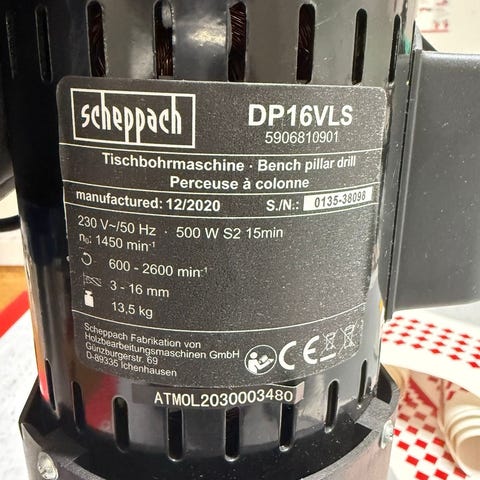 scheppach
DP16VLS
5906810901
Tischbohrmaschine · Bench pillar drill
Perceuse à colonne
manufactured: 12/2020 S./N.: 0135-38098
230 V~/50 Hz · 500 W S2 15min
n₀: 1450 min⁻¹
600 - 2600 min⁻¹
3 - 16 mm
13,5 kg
Scheppach Fabrikation von
Holzbearbeitungsmaschinen GmbH
Günzburgerstr. 69
D-89335 Ichenhausen
CE
ATMOL2030003480